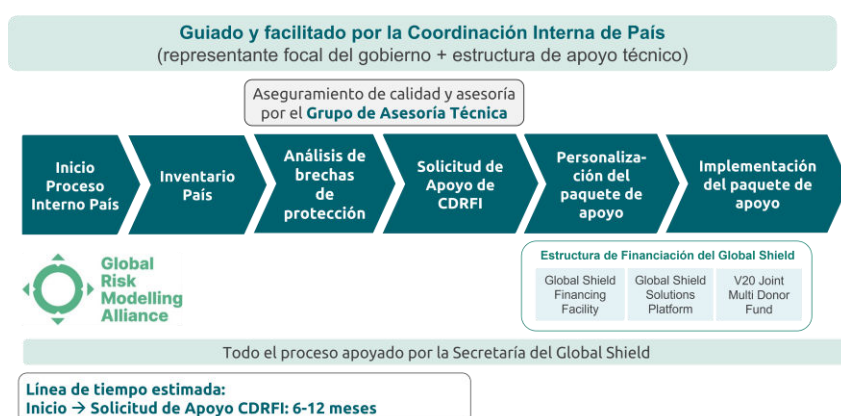 Guiado y facilitado por la Coordinación Interna de País
(representante focal del gobierno + estructura de apoyo técnico)
Aseguramiento de calidad y asesoría
por el Grupo de Asesoría Técnica
Inicio
Proceso
Interno País
Inventario
País
Análisis de
brechas
de
protección
Solicitud de
Apoyo de
CDRFI
Personaliza-
ción del
paquete de
apoyo
Implementación
del paquete de
apoyo
Global
Risk
Modelling
Alliance
Estructura de Financiación del Global Shield
Global Shield
Financing
Facility
Global Shield
Solutions
Platform
V20 Joint
Multi Donor
Fund
Todo el proceso apoyado por la Secretaría del Global Shield
Línea de tiempo estimada:
Inicio → Solicitud de Apoyo CDRFI: 6-12 meses